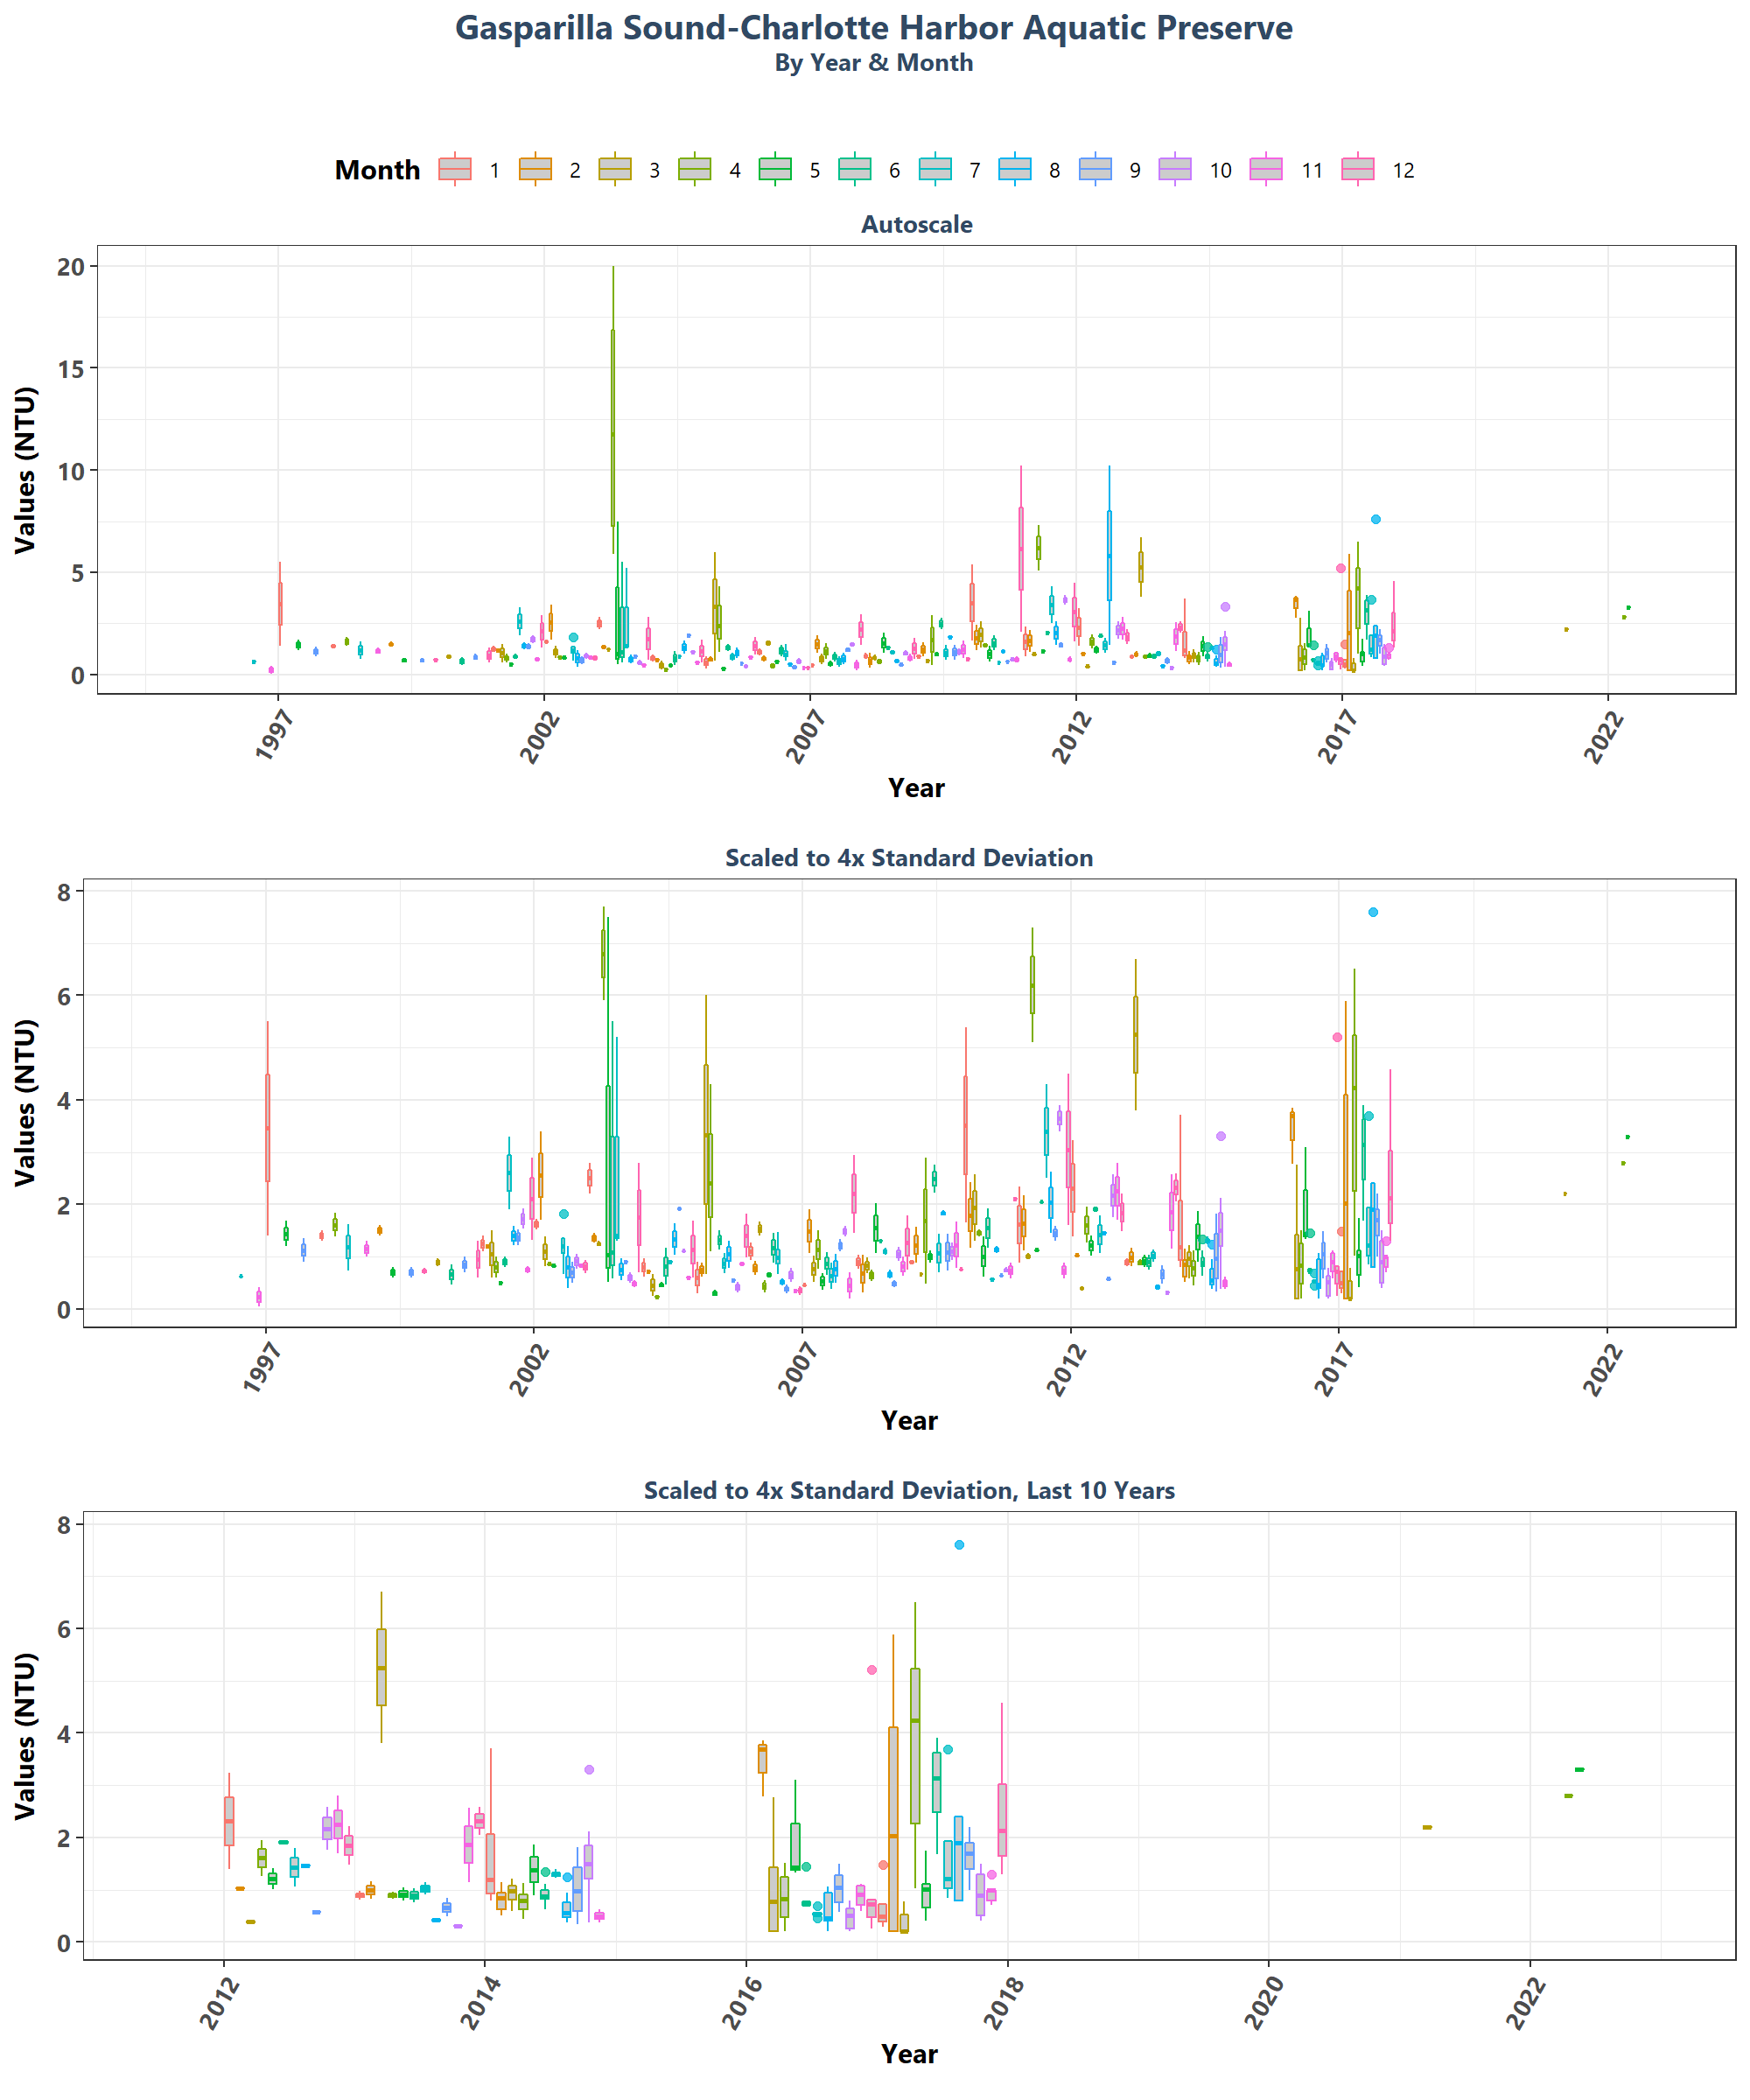 Gasparilla Sound-Charlotte Harbor Aquatic Preserve
By Year & Month
Month 1 2 3 4 5 6 7 8 9 10 11 12
Autoscale
Values (NTU)
20
15
10
5
0
1997 2002 2007 2012 2017 2022
Year
Scaled to 4x Standard Deviation
Values (NTU)
8
6
4
2
0
1997 2002 2007 2012 2017 2022
Year
Scaled to 4x Standard Deviation, Last 10 Years
Values (NTU)
8
6
4
2
0
2012 2014 2016 2018 2020 2022
Year